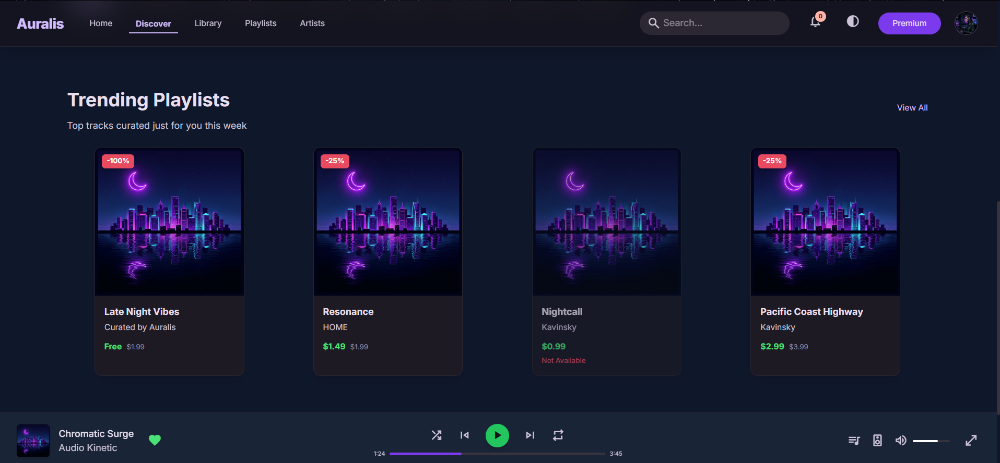 Auralis
Home
Discover
Library
Playlists
Artists
Search...
0
Premium
Trending Playlists
Top tracks curated just for you this week
View All
-100%
Late Night Vibes
Curated by Auralis
Free $1.99
-25%
Resonance
HOME
$1.49 $1.99
Nightcall
Kavinsky
$0.99
Not Available
-25%
Pacific Coast Highway
Kavinsky
$2.99 $3.99
Chromatic Surge
Audio Kinetic
1:24
3:45